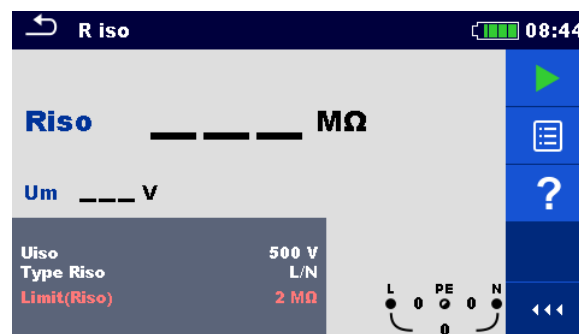 R iso 08:44
Riso _ _ _ MΩ
Um _ _ _ V
?
Uiso 500 V
Type Riso L/N
Limit(Riso) 2 MΩ
L PE N
0 0
0